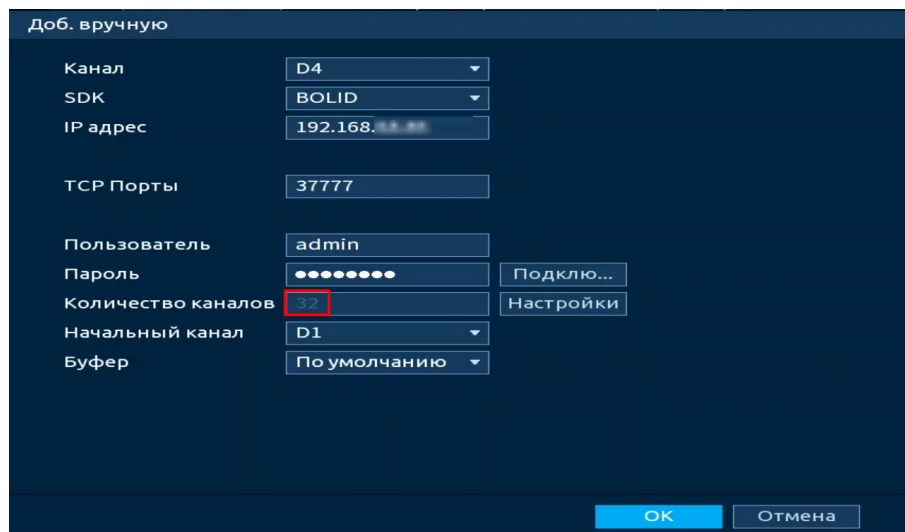 Доб. вручную
Канал D4
SDK BOLID
IP адрес 192.168.
TCP Порты 37777
Пользователь admin
Пароль ●●●●●●●● Подклю...
Количество каналов 32 Настройки
Начальный канал D1
Буфер По умолчанию
OK Отмена